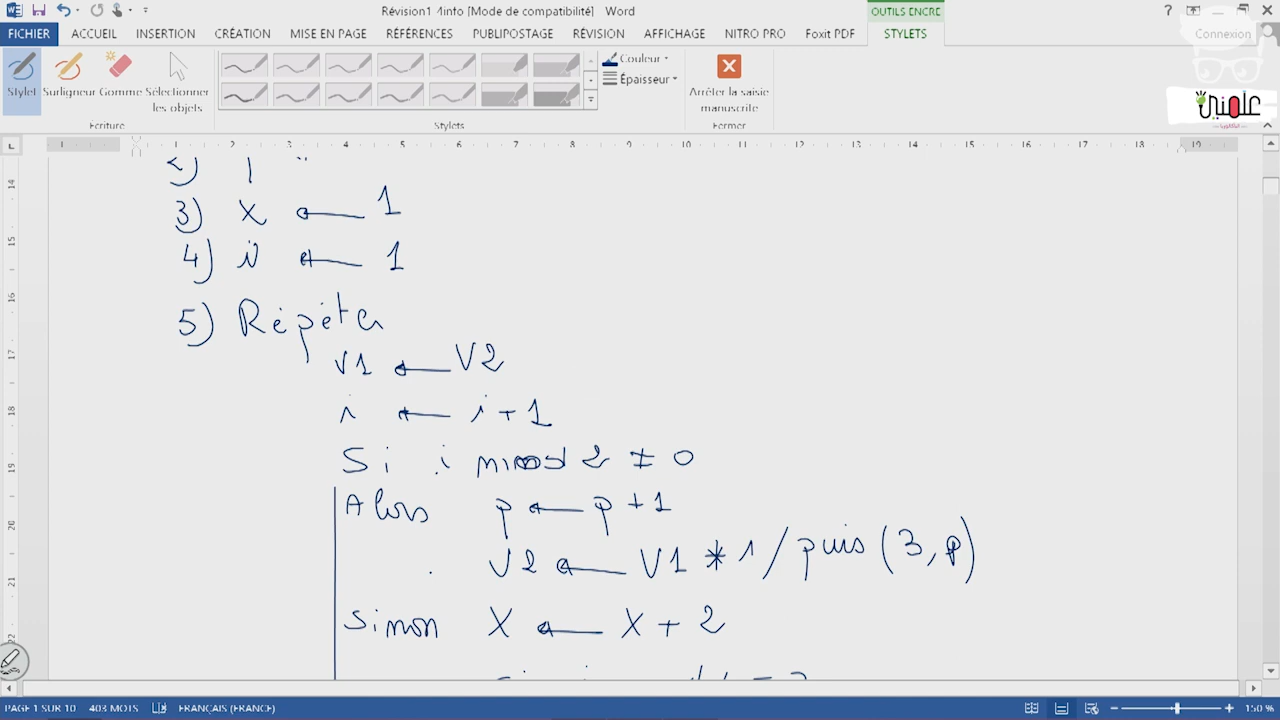 Révision1 4info [Mode de compatibilité] Word
OUTILS ENCRE
FICHIER ACCUEIL INSERTION CRÉATION MISE EN PAGE RÉFÉRENCES PUBLIPOSTAGE RÉVISION AFFICHAGE NITRO PRO Foxit PDF STYLETS
Connexion
Stylet Surligneur Gomme Sélectionner les objets
Couleur
Épaisseur
Arrêter la saisie manuscrite
Écriture Stylets Fermer
علمني
3) X ← 1
4) i ← 1
5) Répéter
V1 ← V2
i ← i + 1
Si i mod 2 ≠ 0
Alors p ← p + 1
V2 ← V1 * 1 / puis (3, p)
Sinon X ← X + 2
PAGE 1 SUR 10 403 MOTS FRANÇAIS (FRANCE) 150 %